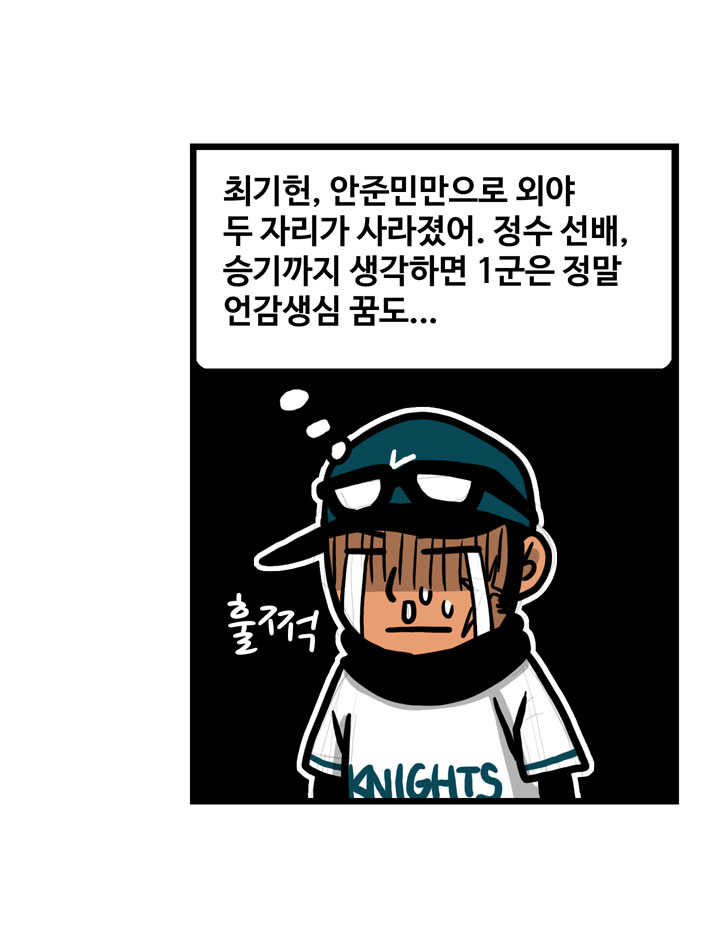 최기헌, 안준민만으로 외야
두 자리가 사라졌어. 정수 선배,
승기까지 생각하면 1군은 정말
언감생심 꿈도...
훌쩍
KNIGHTS